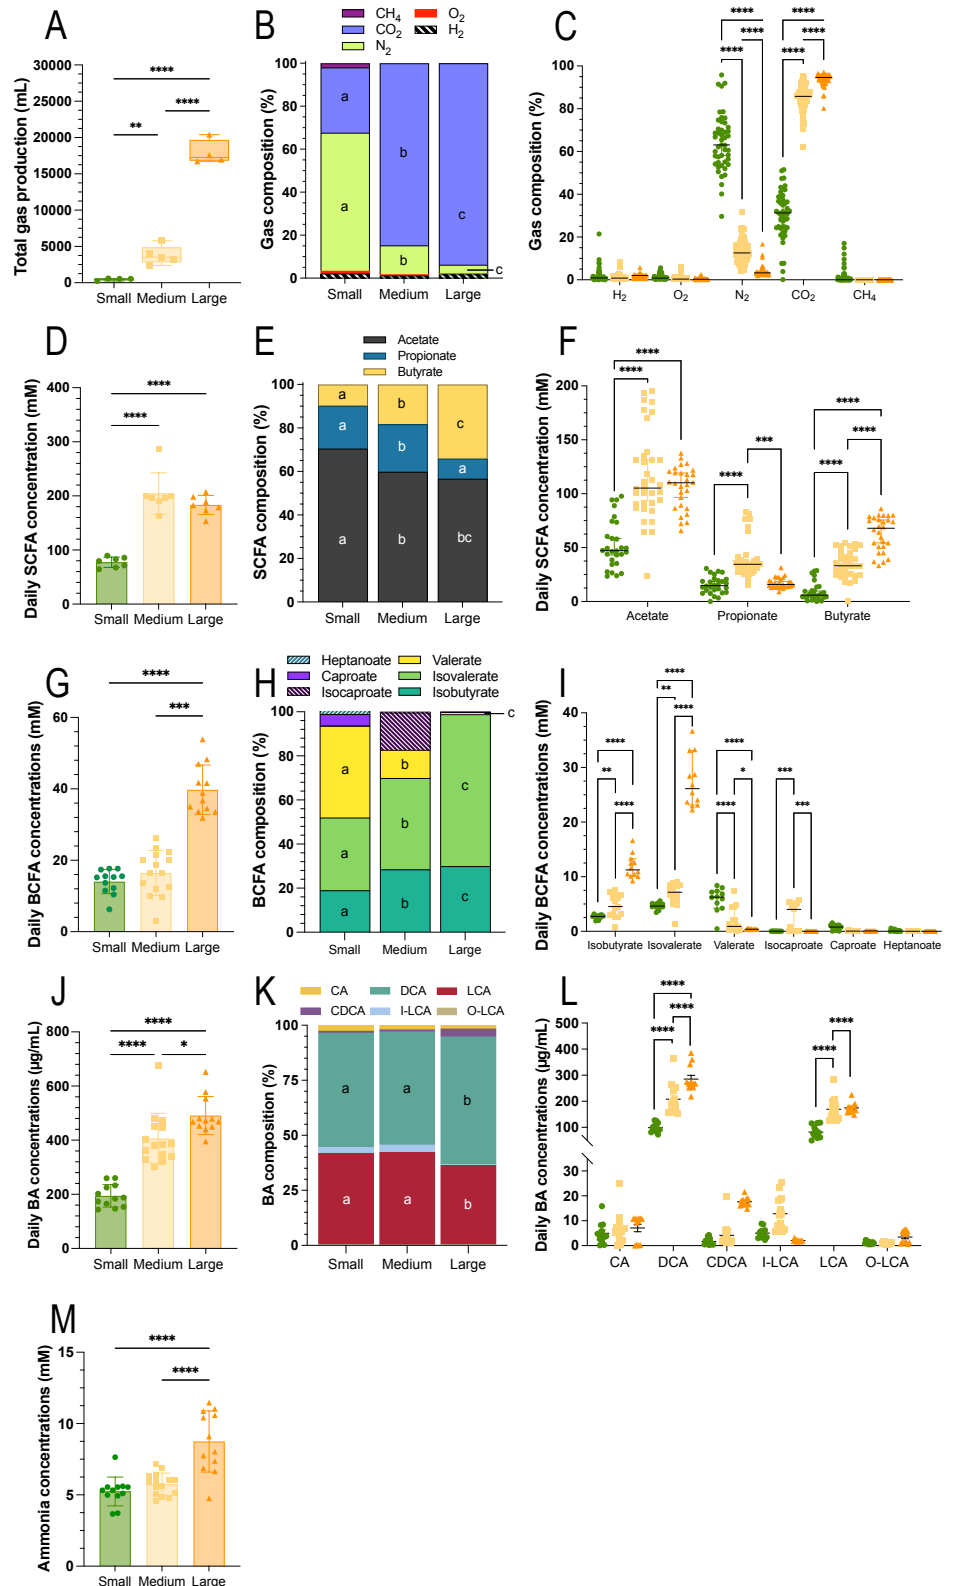 A
Total gas production (mL)
30000
25000
20000
15000
10000
5000
0
****
****
**
Small Medium Large
B
CH4 O2
CO2 H2
N2
Gas composition (%)
100
80
60
40
20
0
a
a
b
b
c
c
Small Medium Large
C
Gas composition (%)
100
80
60
40
20
0
**** ****
**** ****
**** ****
H2 O2 N2 CO2 CH4
D
Daily SCFA concentration (mM)
400
300
200
100
0
****
****
Small Medium Large
E
Acetate
Propionate
Butyrate
SCFA composition (%)
100
80
60
40
20
0
a b c
a b a
a b bc
Small Medium Large
F
Daily SCFA concentration (mM)
200
150
100
50
0
****
****
****
***
****
****
****
Acetate Propionate Butyrate
G
Daily BCFA concentrations (mM)
60
40
20
0
****
***
Small Medium Large
H
Heptanoate Valerate
Caproate Isovalerate
Isocaproate Isobutyrate
BCFA composition (%)
100
80
60
40
20
0
c
a b
a b c
a b c
Small Medium Large
I
Daily BCFA concentrations (mM)
40
30
20
10
0
****
**
****
****
**
****
****
*
****
***
***
Isobutyrate Isovalerate Valerate Isocaproate Caproate Heptanoate
J
Daily BA concentrations (µg/mL)
800
600
400
200
0
****
**** *
Small Medium Large
K
CA DCA LCA
CDCA I-LCA O-LCA
BA composition (%)
100
75
50
25
0
a a b
a a b
Small Medium Large
L
Daily BA concentrations (µg/mL)
500
400
300
200
100
30
20
10
0
****
****
****
****
****
CA DCA CDCA I-LCA LCA O-LCA
M
Ammonia concentrations (mM)
15
10
5
0
****
****
Small Medium Large